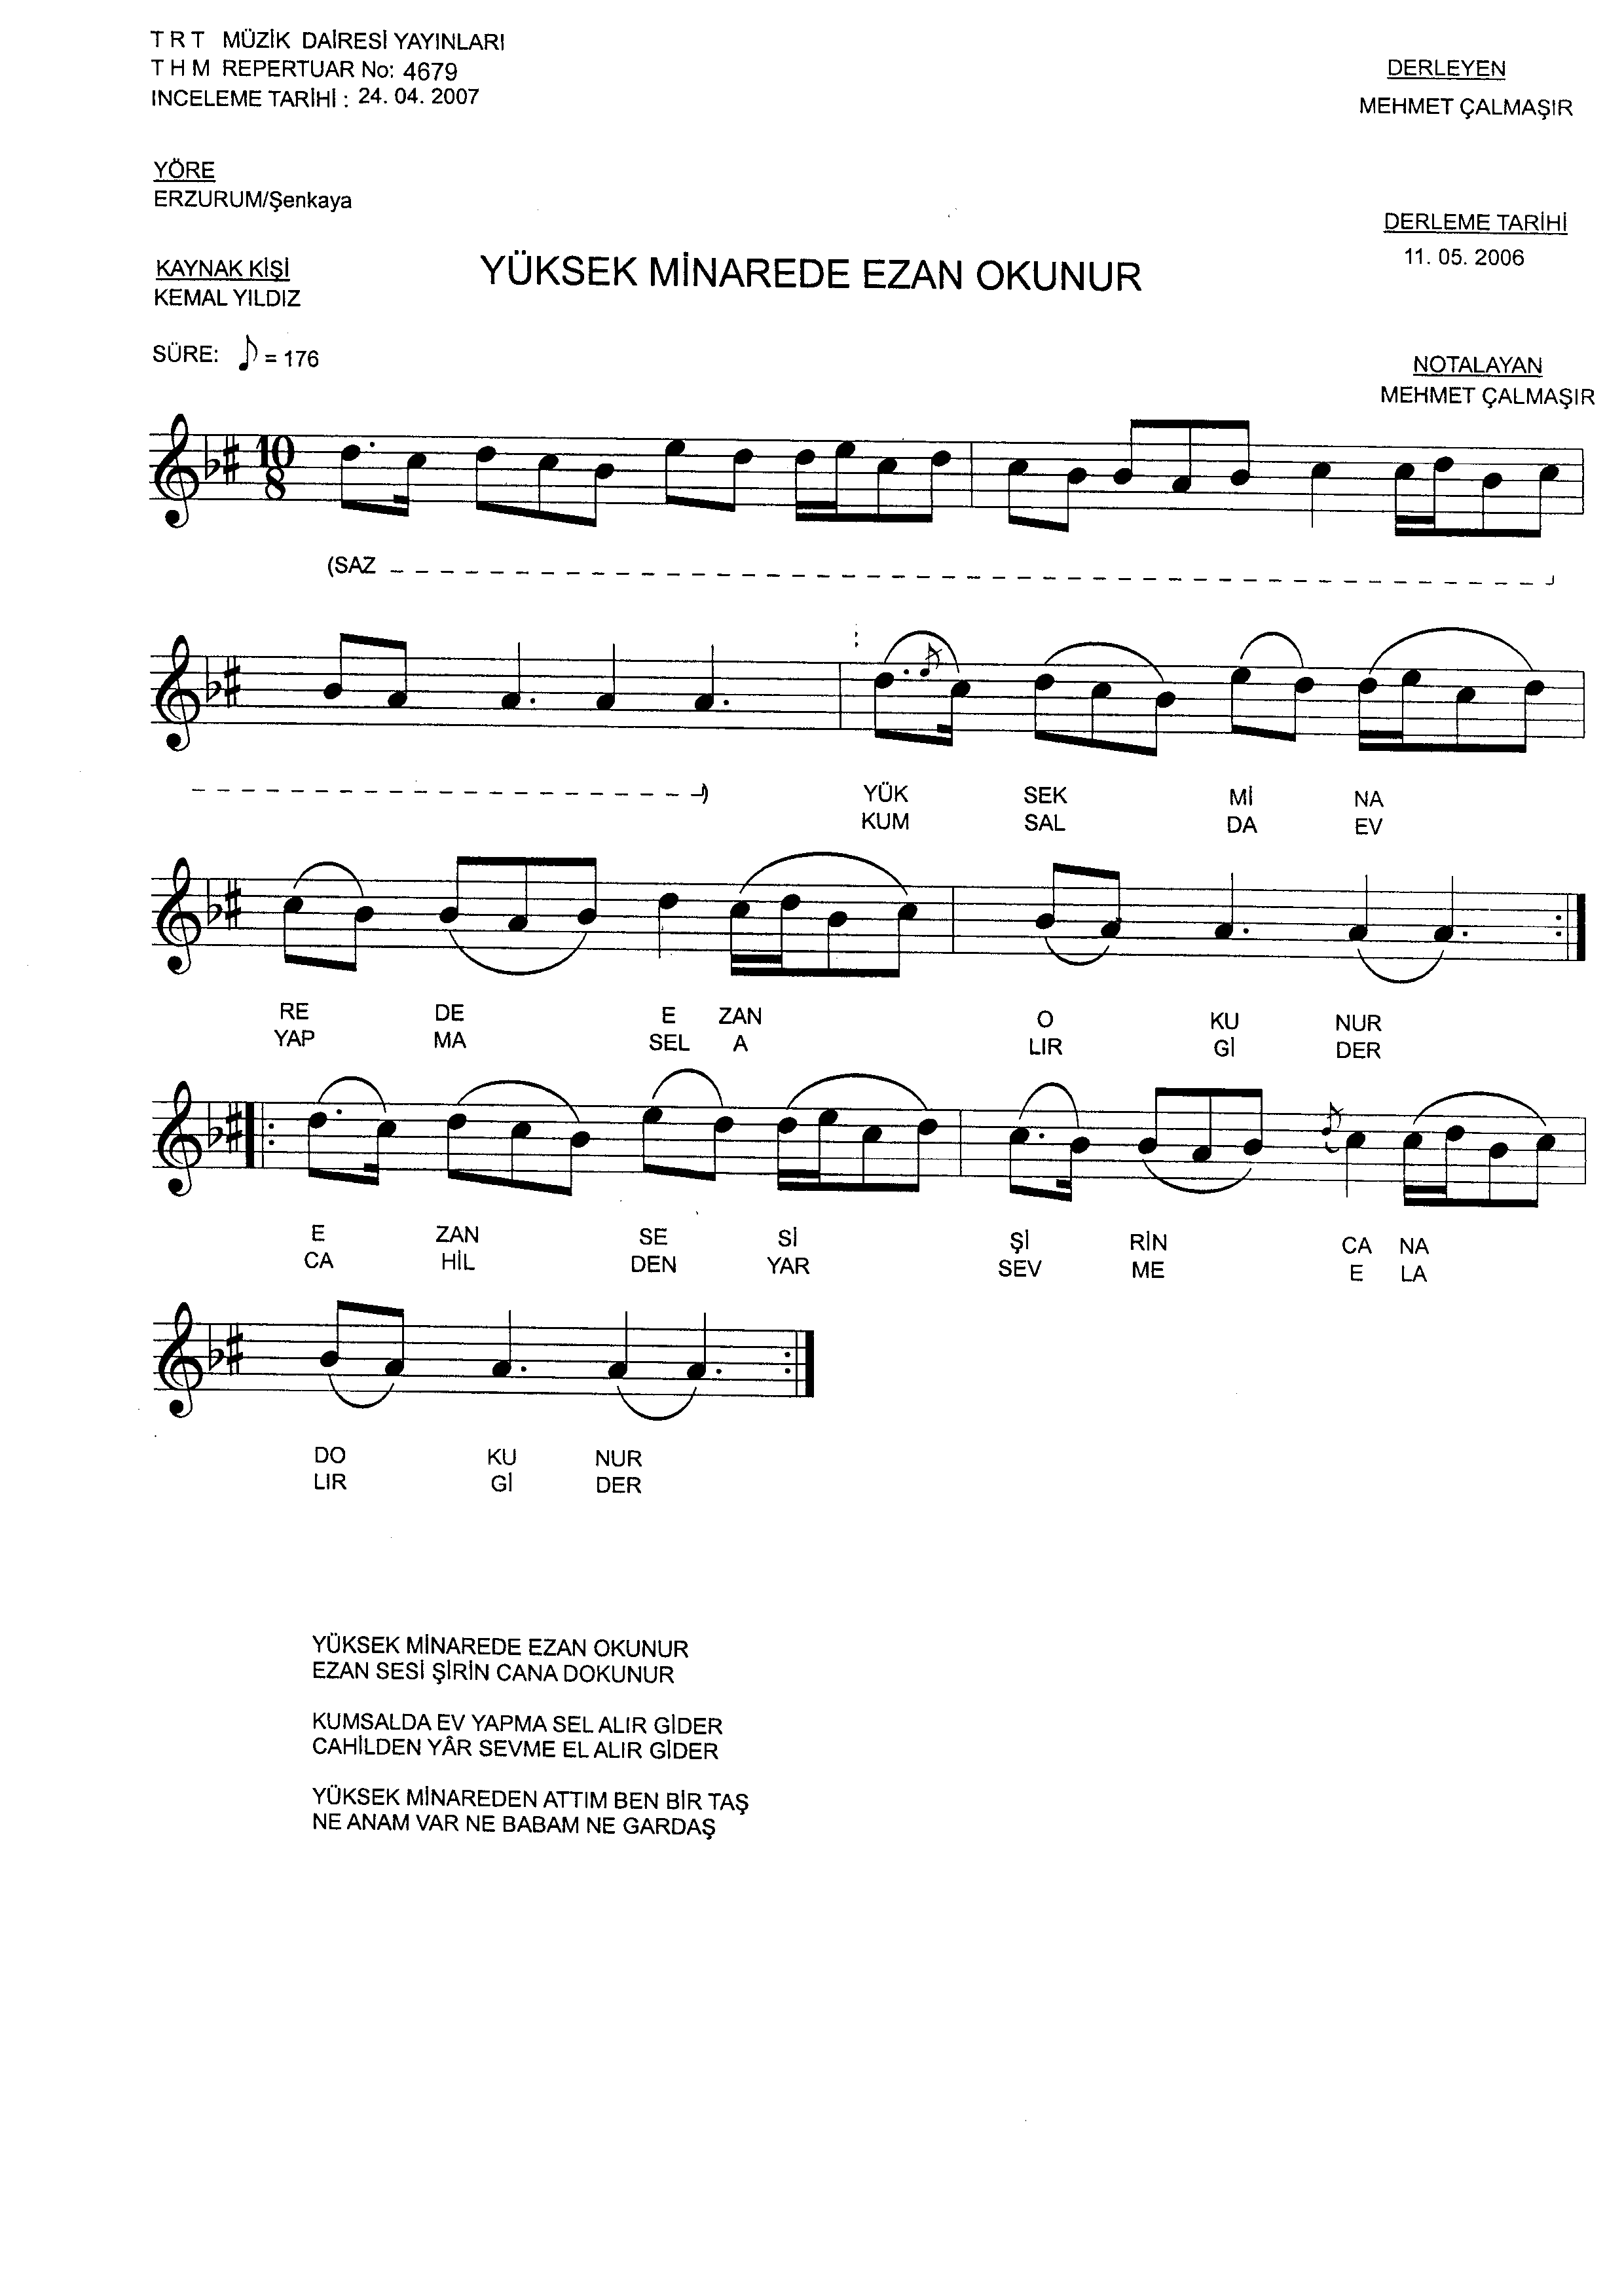 T R T MÜZİK DAİRESİ YAYINLARI
T H M REPERTUAR No: 4679
INCELEME TARİHİ : 24. 04. 2007
DERLEYEN
MEHMET ÇALMAŞIR
YÖRE
ERZURUM/Şenkaya
DERLEME TARİHİ
11. 05. 2006
KAYNAK KİŞİ
KEMAL YILDIZ
YÜKSEK MİNAREDE EZAN OKUNUR
SÜRE: ♪ = 176
NOTALAYAN
MEHMET ÇALMAŞIR
10
8
(SAZ
YÜK SEK Mİ NA
KUM SAL DA EV
RE DE E ZAN O KU NUR
YAP MA SEL A LIR Gİ DER
E ZAN SE Sİ Şİ RİN CA NA
CA HİL DEN YAR SEV ME E LA
DO KU NUR
LIR Gİ DER
YÜKSEK MİNAREDE EZAN OKUNUR
EZAN SESİ ŞİRİN CANA DOKUNUR
KUMSALDA EV YAPMA SEL ALIR GİDER
CAHİLDEN YÂR SEVME EL ALIR GİDER
YÜKSEK MİNAREDEN ATTIM BEN BİR TAŞ
NE ANAM VAR NE BABAM NE GARDAŞ